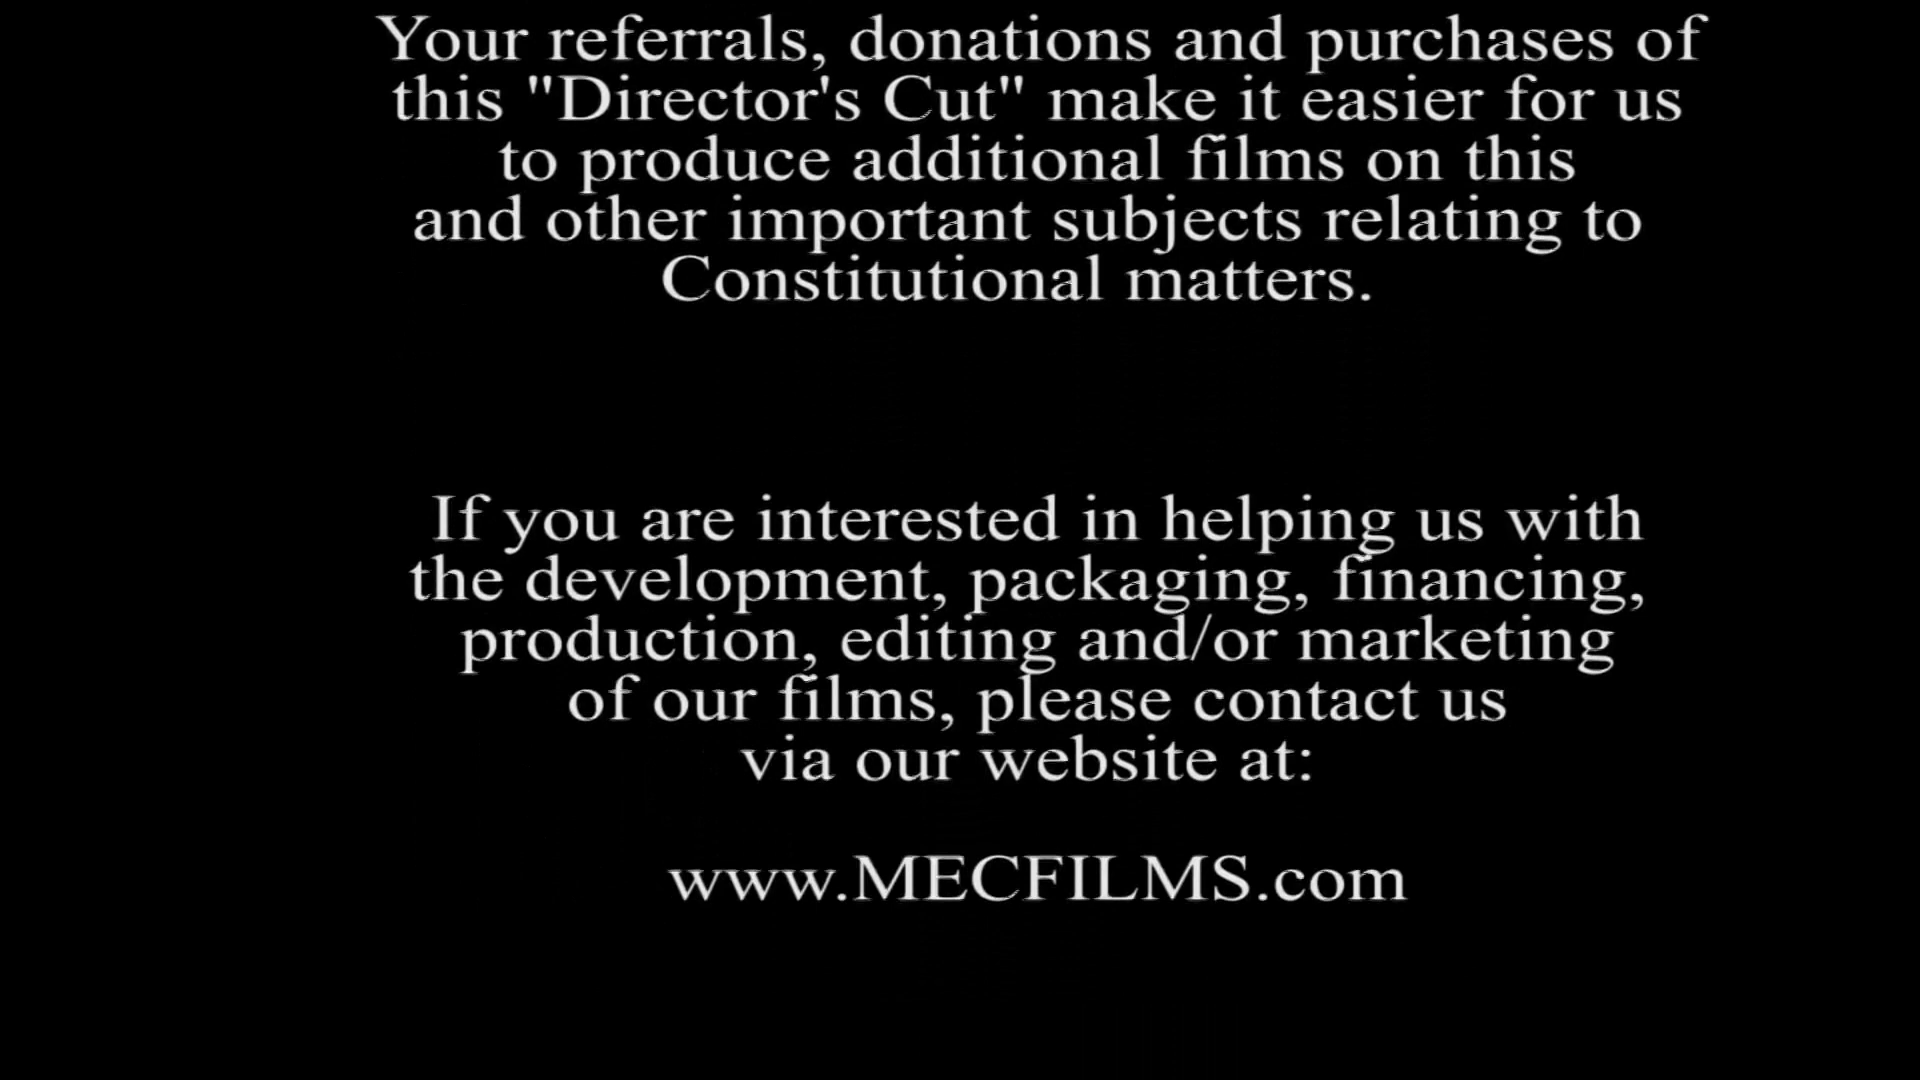 Your referrals, donations and purchases of
this "Director's Cut" make it easier for us
to produce additional films on this
and other important subjects relating to
Constitutional matters.
If you are interested in helping us with
the development, packaging, financing,
production, editing and/or marketing
of our films, please contact us
via our website at:
www.MECFILMS.com